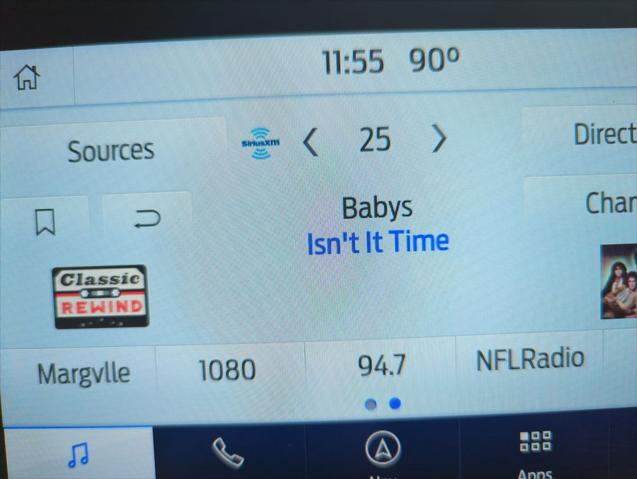 11:55 90°
Sources
SiriusXM
25
Direct
Babys
Isn't It Time
Char
Classic
REWIND
Margvlle
1080
94.7
NFLRadio
Apps